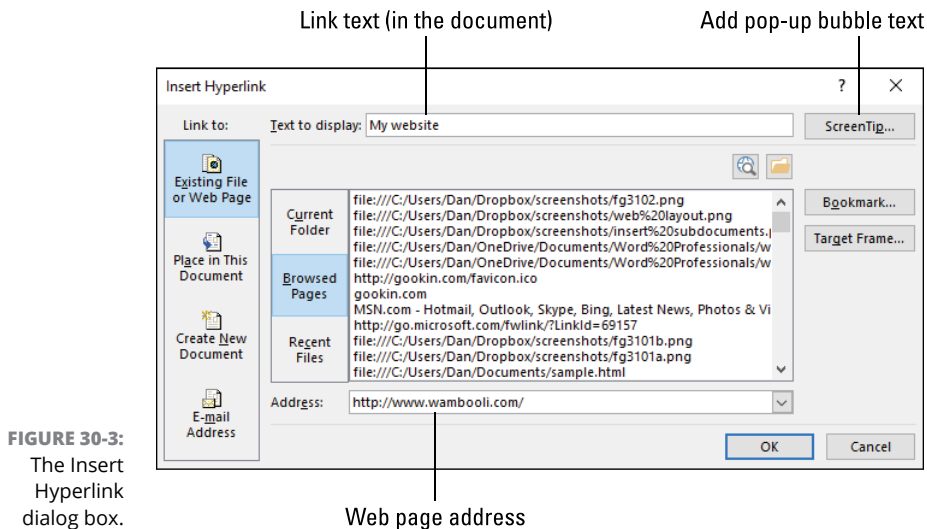 Link text (in the document) Add pop-up bubble text
Insert Hyperlink ? ×
Link to: Text to display: My website ScreenTip...
Existing File
or Web Page
Place in This
Document
Create New
Document
E-mail
Address
Current
Folder
Browsed
Pages
Recent
Files
file:///C:/Users/Dan/Dropbox/screenshots/fg3102.png
file:///C:/Users/Dan/Dropbox/screenshots/web%20layout.png
file:///C:/Users/Dan/Dropbox/screenshots/insert%20subdocuments.
file:///C:/Users/Dan/OneDrive/Documents/Word%20Professionals/w
file:///C:/Users/Dan/OneDrive/Documents/Word%20Professionals/w
http://gookin.com/favicon.ico
gookin.com
MSN.com - Hotmail, Outlook, Skype, Bing, Latest News, Photos & Vi
http://go.microsoft.com/fwlink/?LinkId=69157
file:///C:/Users/Dan/Dropbox/screenshots/fg3101b.png
file:///C:/Users/Dan/Dropbox/screenshots/fg3101a.png
file:///C:/Users/Dan/Documents/sample.html
Bookmark...
Target Frame...
Address: http://www.wambooli.com/
OK Cancel
FIGURE 30-3:
The Insert
Hyperlink
dialog box.
Web page address